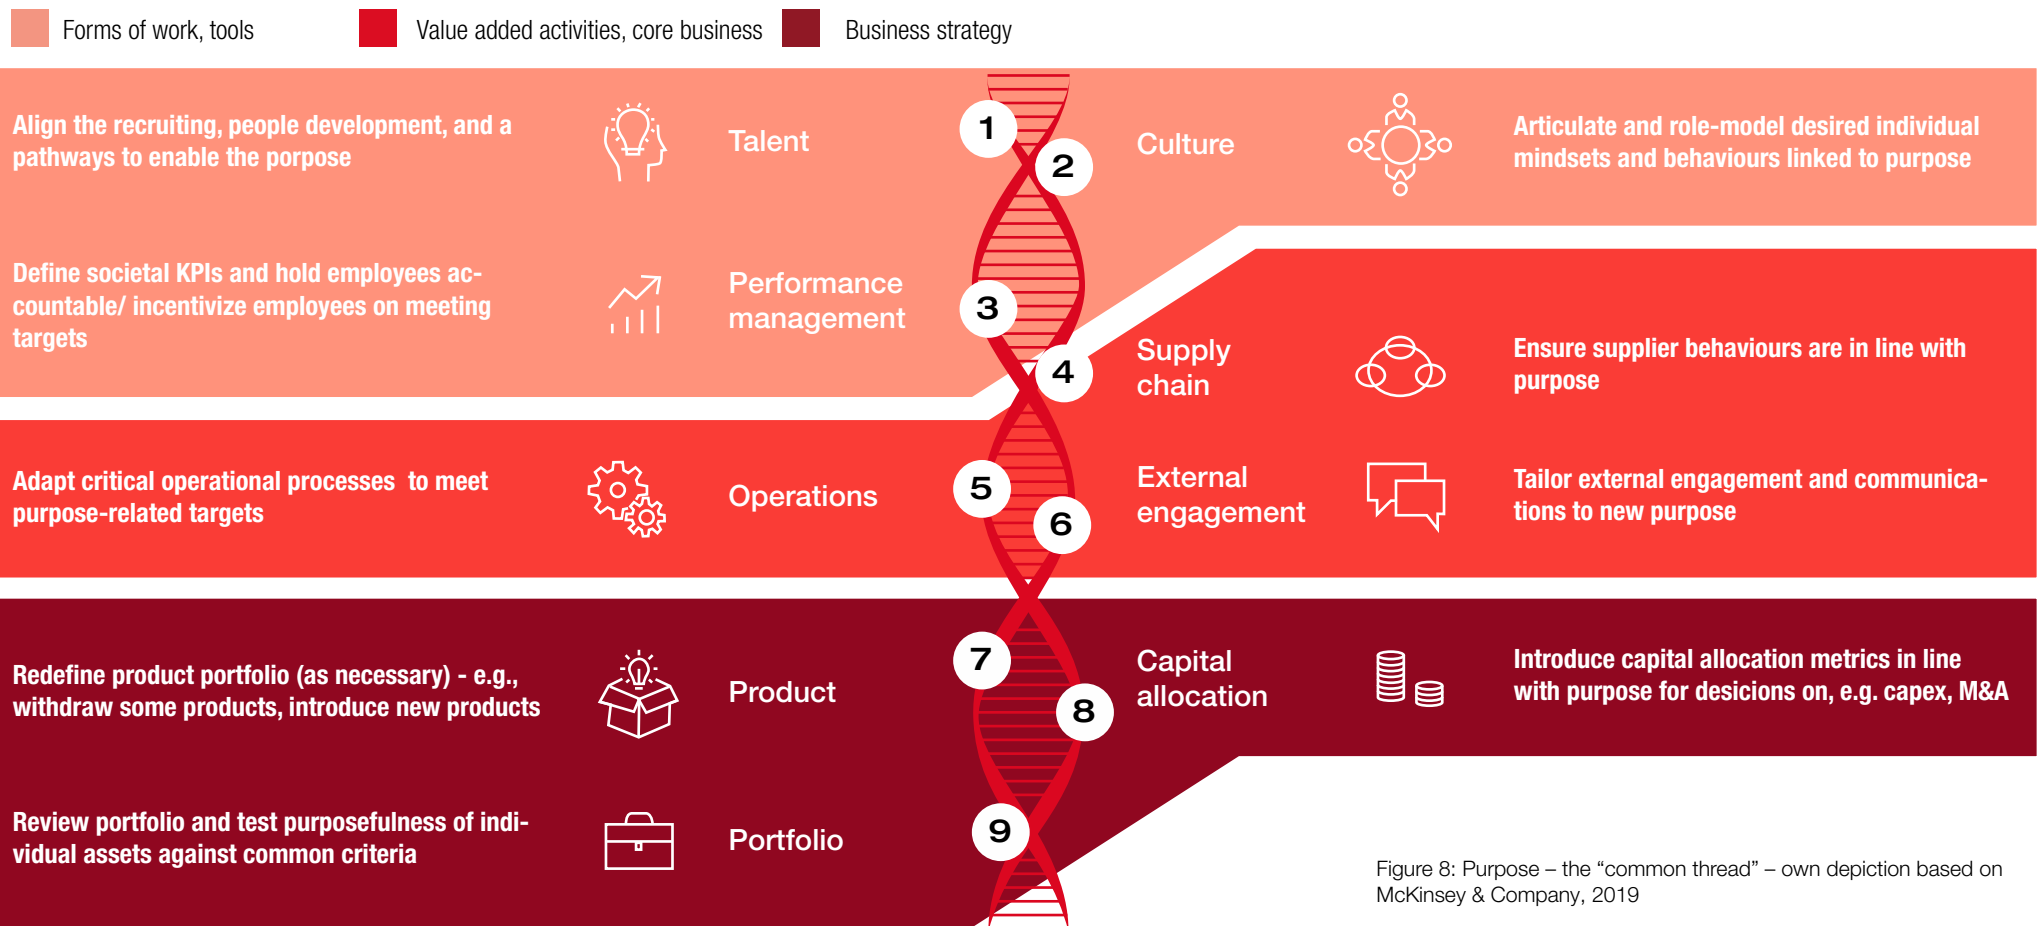 Forms of work, tools
Value added activities, core business
Business strategy
Align the recruiting, people development, and a
pathways to enable the porpose
Talent
1
2
Culture
Articulate and role-model desired individual
mindsets and behaviours linked to purpose
Define societal KPIs and hold employees ac-
countable/ incentivize employees on meeting
targets
Performance
management
3
4
Supply
chain
Ensure supplier behaviours are in line with
purpose
Adapt critical operational processes  to meet
purpose-related targets
Operations
5
6
External
engagement
Tailor external engagement and communica-
tions to new purpose
Redefine product portfolio (as necessary) - e.g.,
withdraw some products, introduce new products
Product
7
8
Capital
allocation
Introduce capital allocation metrics in line
with purpose for desicions on, e.g. capex, M&A
Review portfolio and test purposefulness of indi-
vidual assets against common criteria
Portfolio
9
Figure 8: Purpose – the “common thread” – own depiction based on
McKinsey & Company, 2019